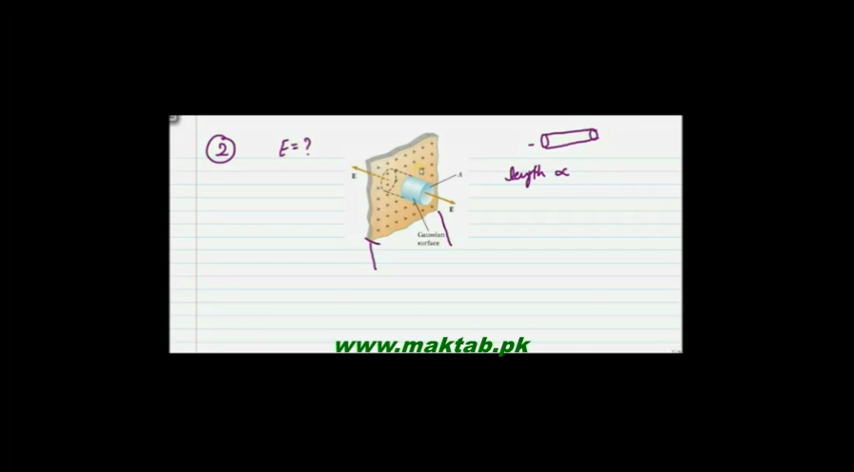 2 E = ?
length ∝
E
A
E
Gaussian
surface
www.maktab.pk